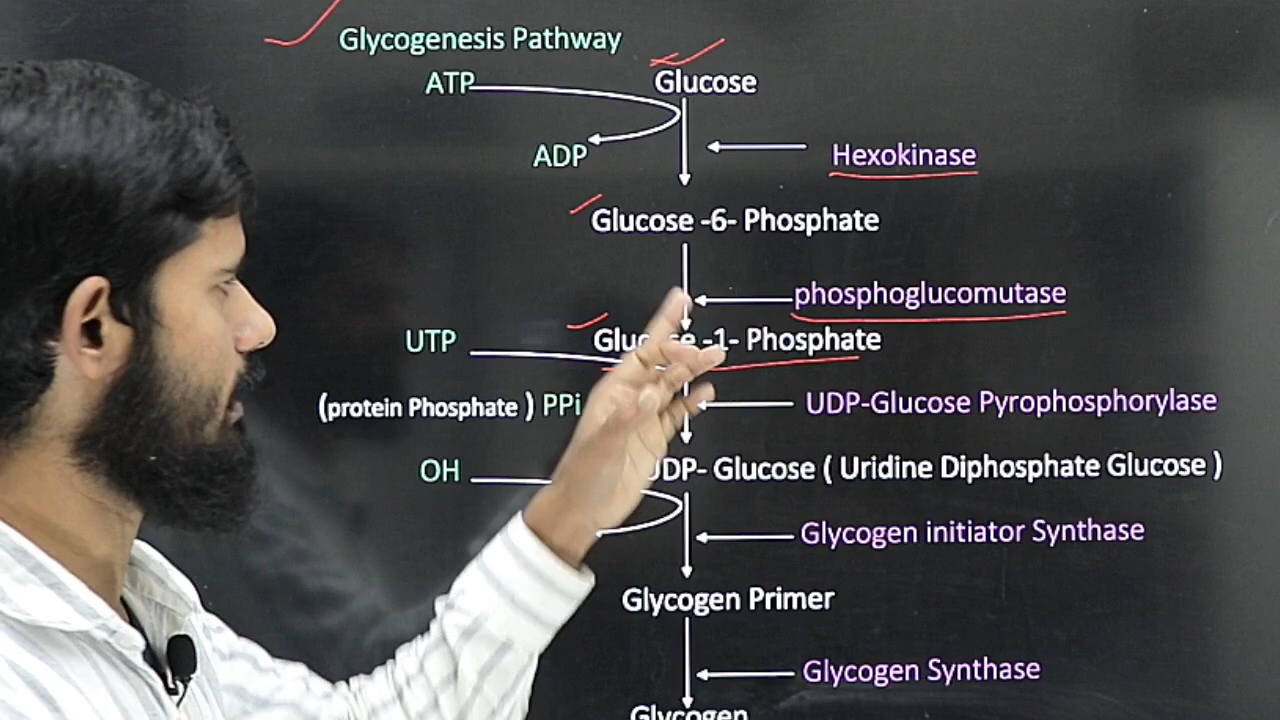 Glycogenesis Pathway
ATP Glucose
ADP Hexokinase
Glucose -6- Phosphate
phosphoglucomutase
UTP -1- Phosphate
(protein Phosphate ) PPi UDP-Glucose Pyrophosphorylase
OH UDP- Glucose ( Uridine Diphosphate Glucose )
Glycogen initiator Synthase
Glycogen Primer
Glycogen Synthase
Glycogen